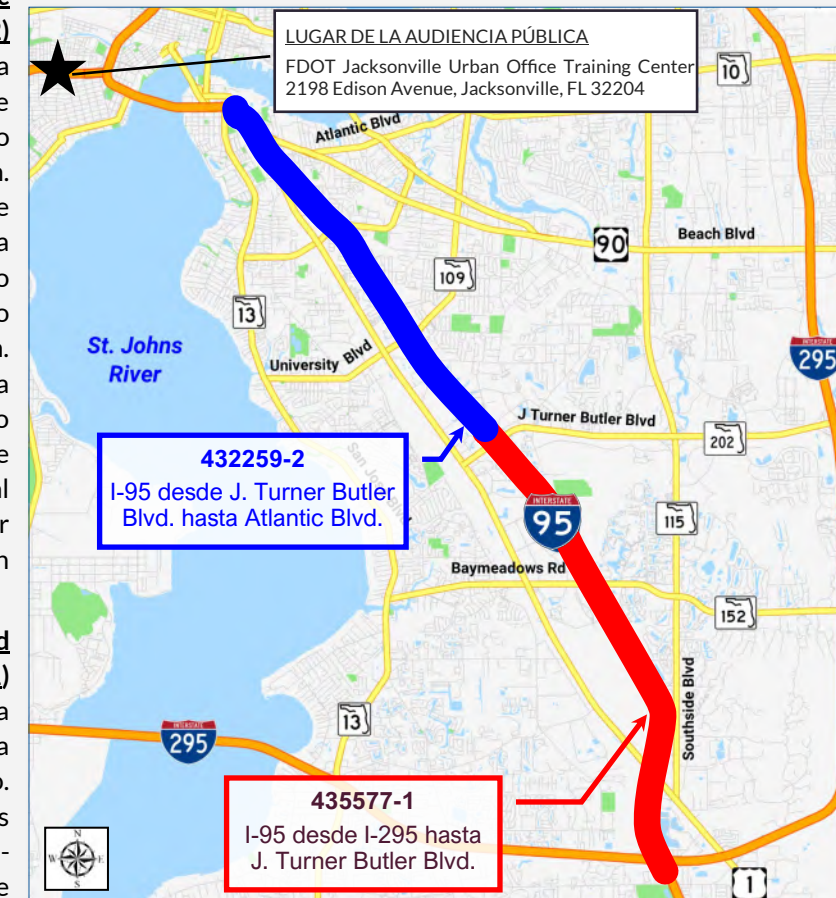 LUGAR DE LA AUDIENCIA PÚBLICA
FDOT Jacksonville Urban Office Training Center
2198 Edison Avenue, Jacksonville, FL 32204
10
Atlantic Blvd
90
Beach Blvd
109
13
St. Johns
River
University Blvd
INTERSTATE
295
J Turner Butler Blvd
202
432259-2
I-95 desde J. Turner Butler
Blvd. hasta Atlantic Blvd.
INTERSTATE
95
115
Baymeadows Rd
152
Southside Blvd
13
INTERSTATE
295
435577-1
I-95 desde I-295 hasta
J. Turner Butler Blvd.
N
W E
S
1